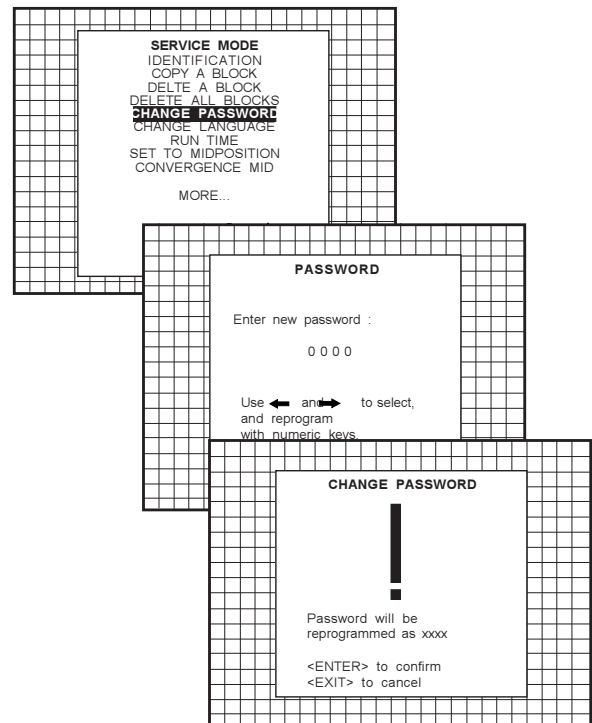 SERVICE MODE
IDENTIFICATION
COPY A BLOCK
DELTE A BLOCK
DELETE ALL BLOCKS
CHANGE PASSWORD
CHANGE LANGUAGE
RUN TIME
SET TO MIDPOSITION
CONVERGENCE MID
MORE...
PASSWORD
Enter new password :
0 0 0 0
Use ← and → to select,
and reprogram
with numeric keys.
CHANGE PASSWORD
!
Password will be
reprogrammed as xxxx
<ENTER> to confirm
<EXIT> to cancel